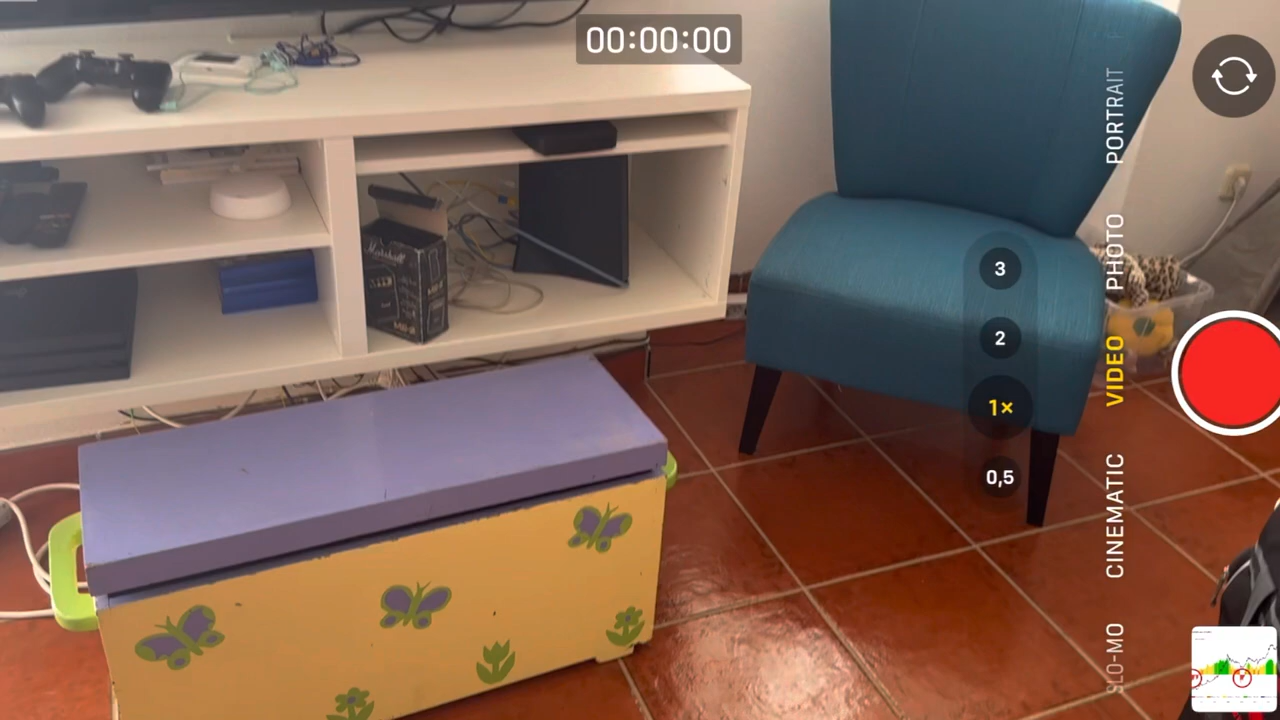 00:00:00
PORTRAIT
PHOTO
VIDEO
CINEMATIC
SLO-MO
3
2
1×
0,5
Marshall